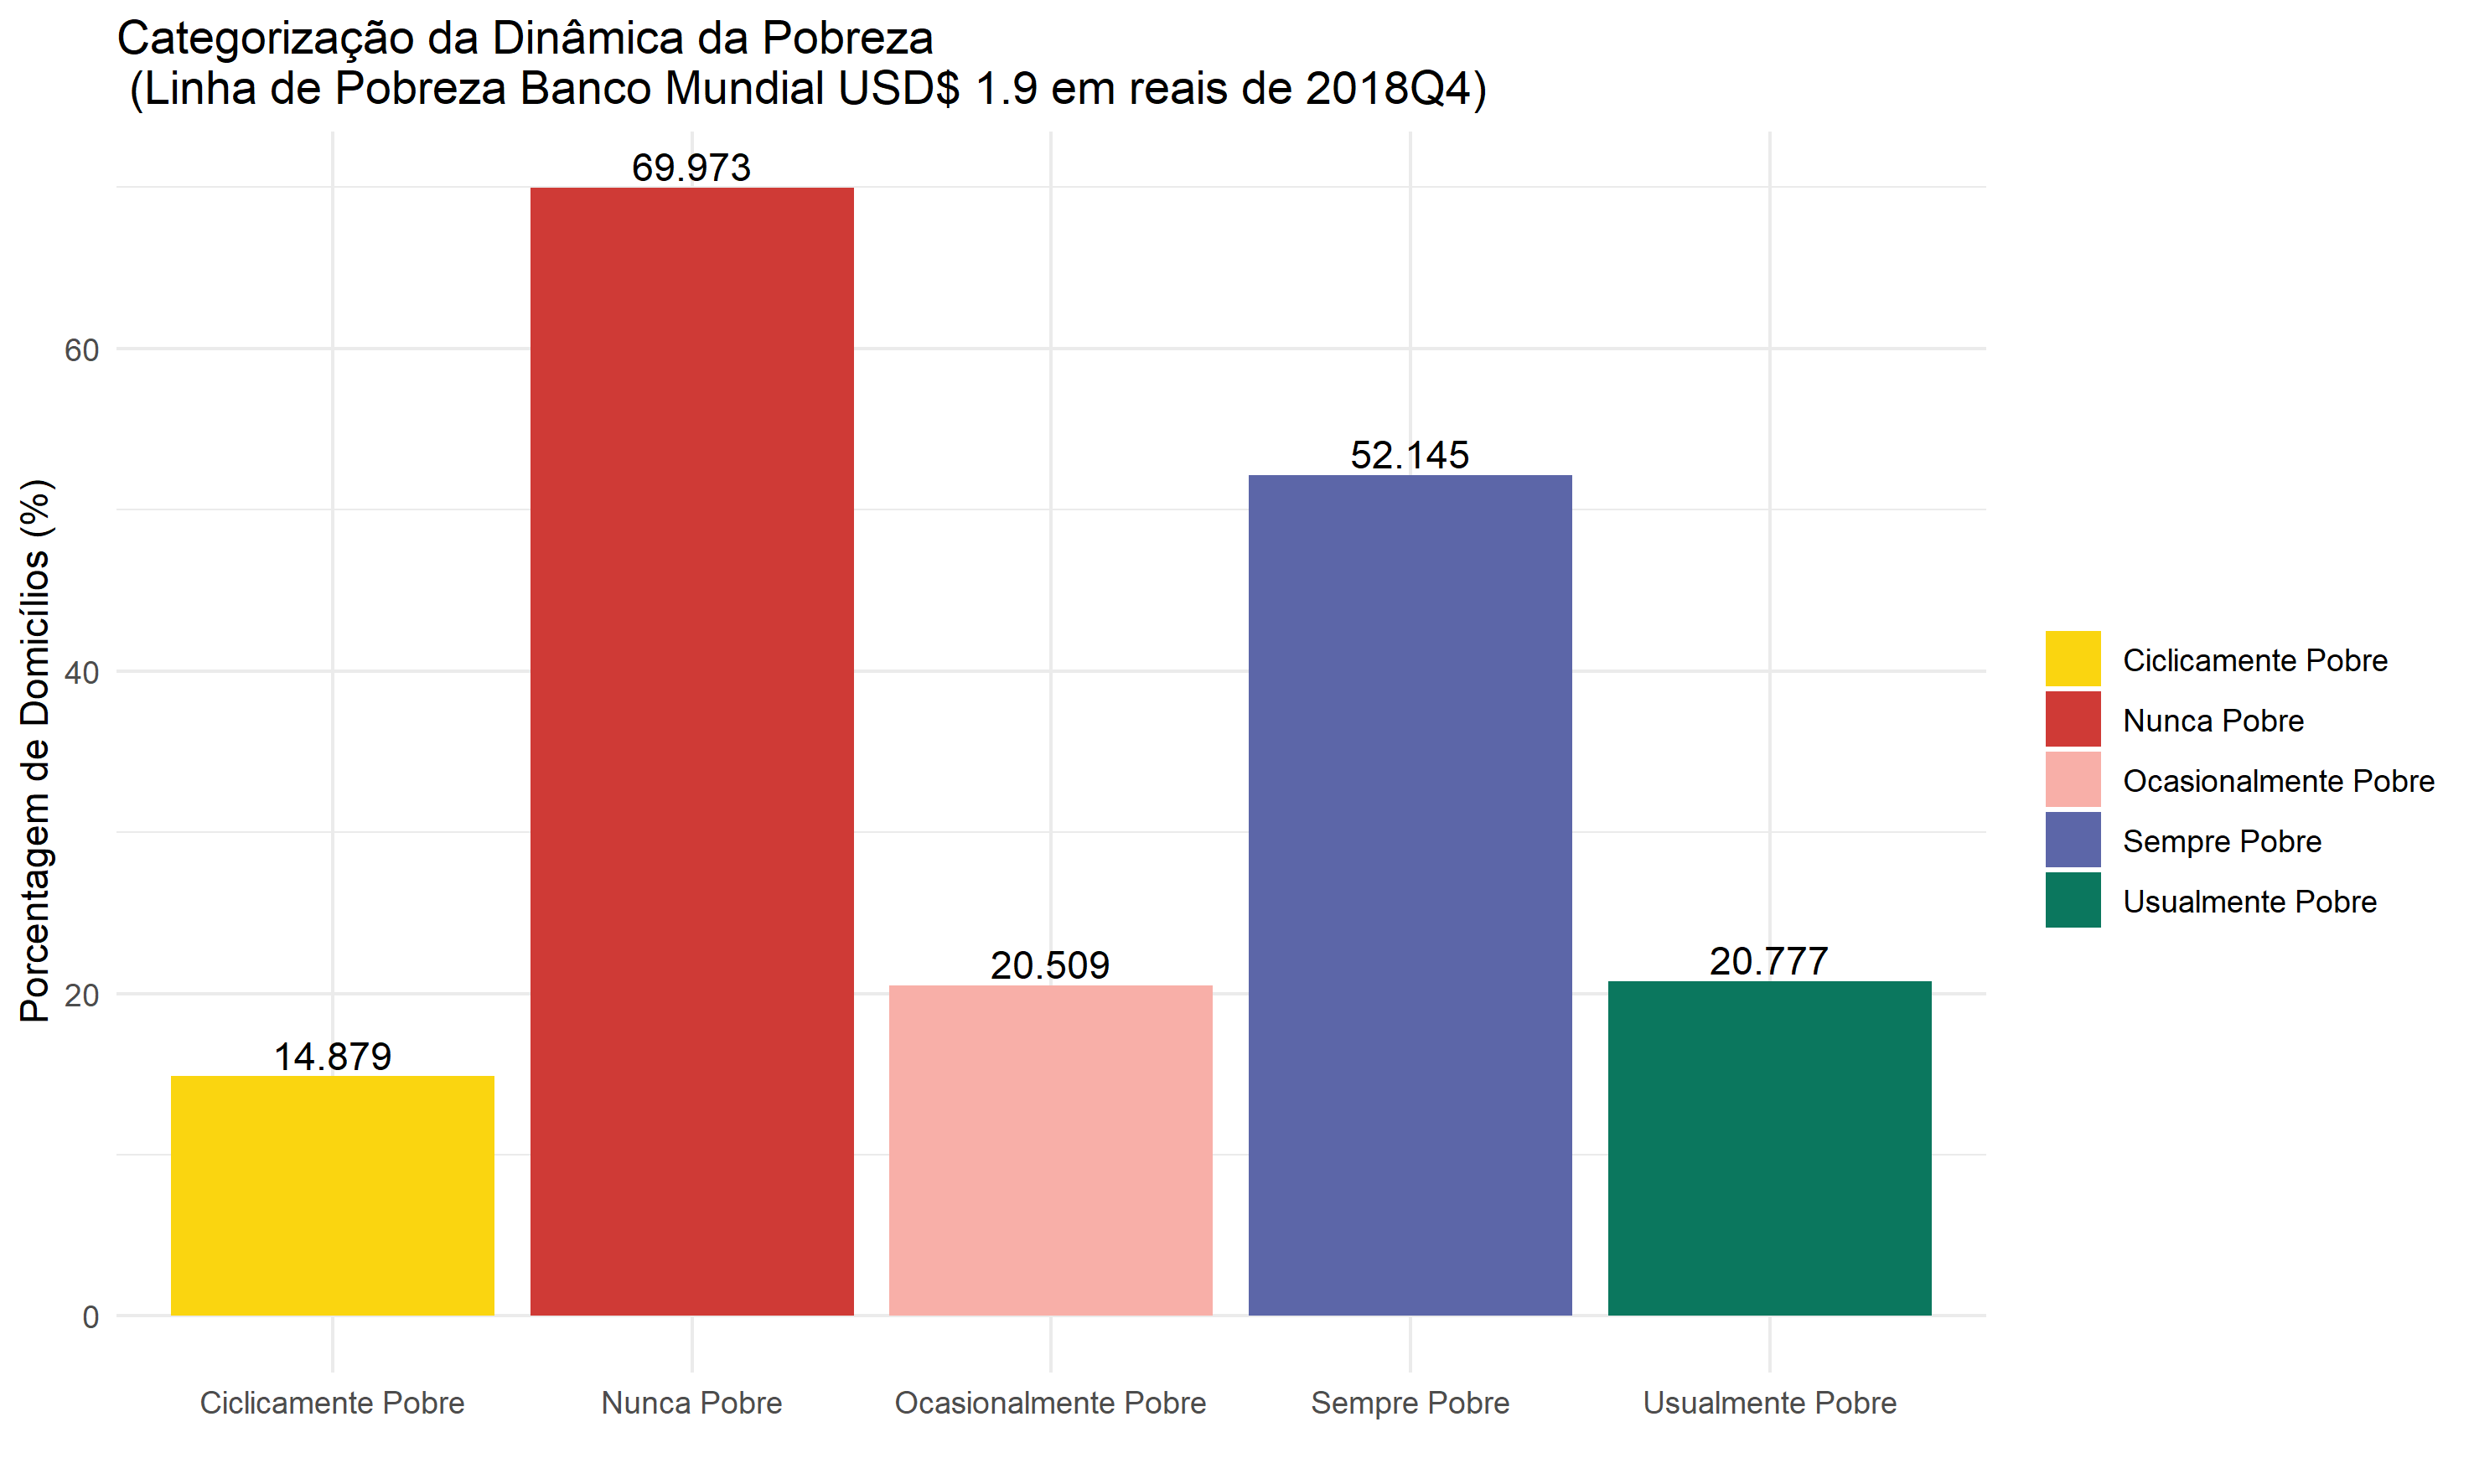 Categorização da Dinâmica da Pobreza
(Linha de Pobreza Banco Mundial USD$ 1.9 em reais de 2018Q4)
Porcentagem de Domicílios (%)
60
40
20
0
14.879
69.973
20.509
52.145
20.777
Ciclicamente Pobre
Nunca Pobre
Ocasionalmente Pobre
Sempre Pobre
Usualmente Pobre
Ciclicamente Pobre
Nunca Pobre
Ocasionalmente Pobre
Sempre Pobre
Usualmente Pobre